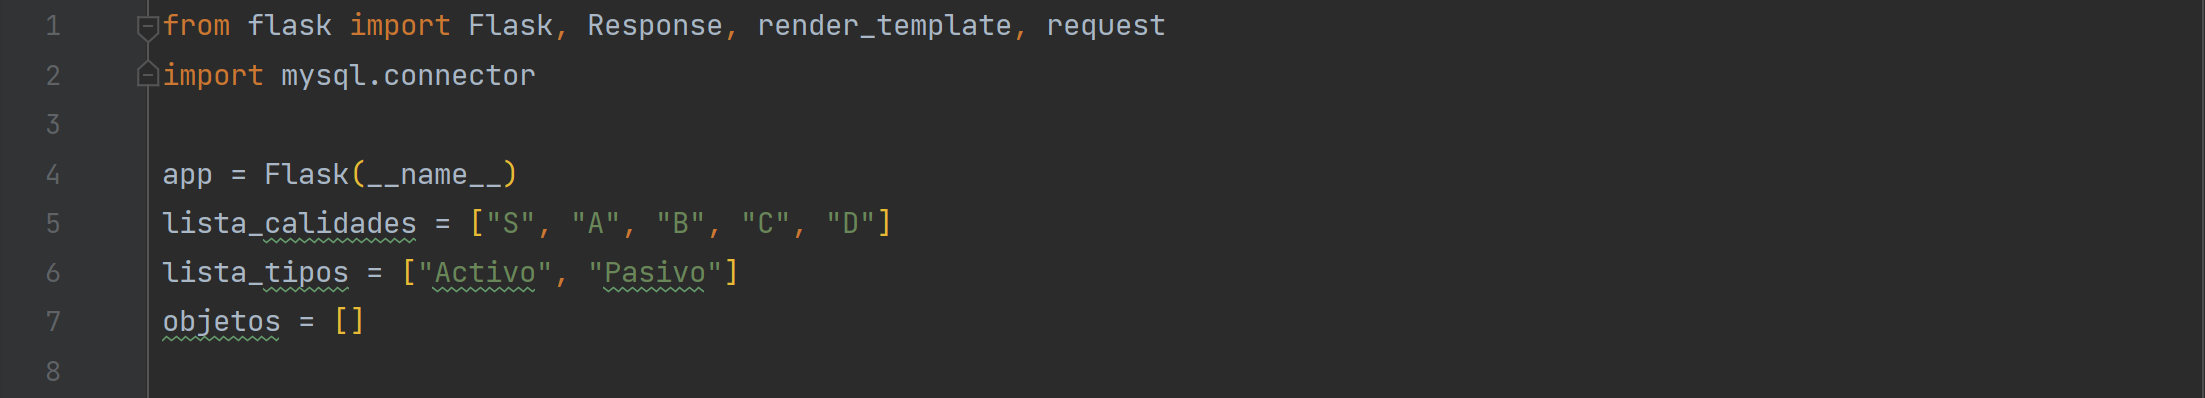 1 from flask import Flask, Response, render_template, request
2 import mysql.connector
3
4 app = Flask(__name__)
5 lista_calidades = ["S", "A", "B", "C", "D"]
6 lista_tipos = ["Activo", "Pasivo"]
7 objetos = []
8